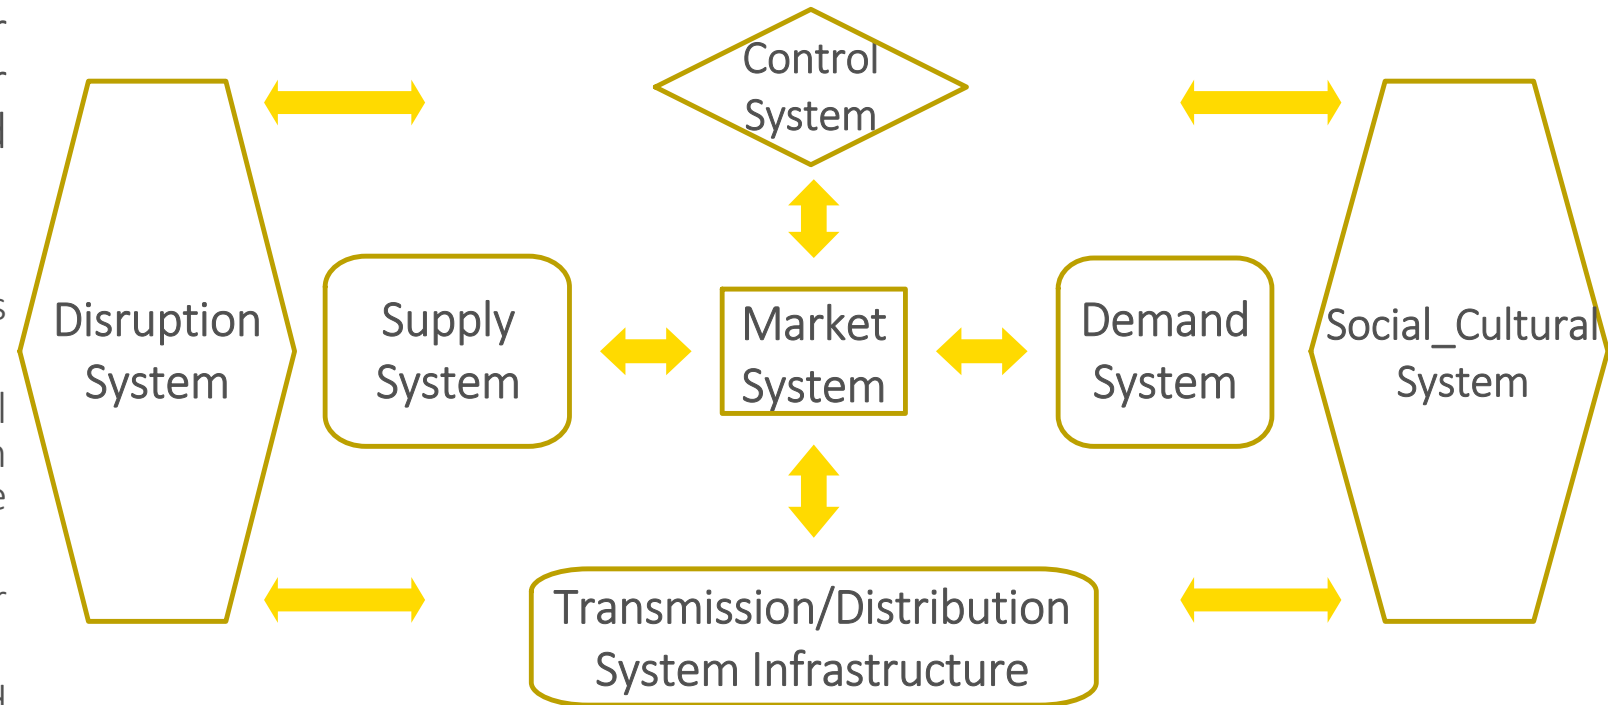 Control
System
Disruption
System
Supply
System
Market
System
Demand
System
Social_Cultural
System
Transmission/Distribution
System Infrastructure